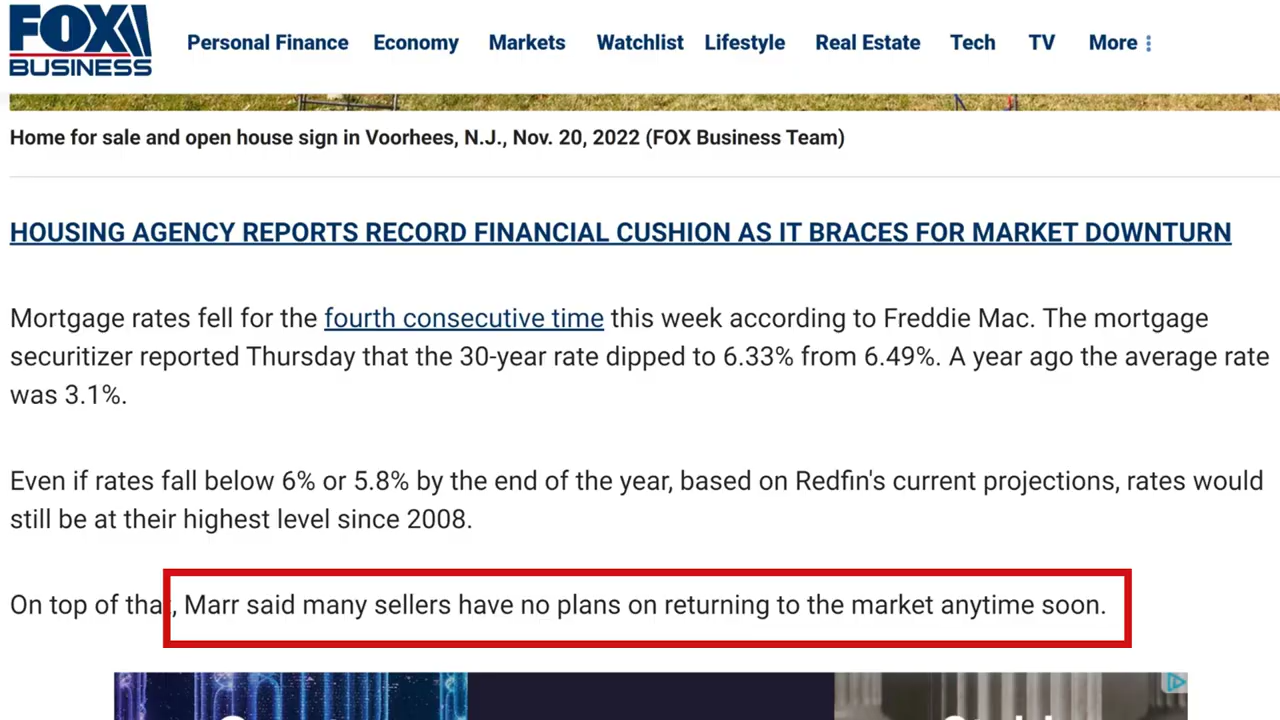 FOX
BUSINESS
Personal Finance Economy Markets Watchlist Lifestyle Real Estate Tech TV More
Home for sale and open house sign in Voorhees, N.J., Nov. 20, 2022 (FOX Business Team)
HOUSING AGENCY REPORTS RECORD FINANCIAL CUSHION AS IT BRACES FOR MARKET DOWNTURN
Mortgage rates fell for the fourth consecutive time this week according to Freddie Mac. The mortgage
securitizer reported Thursday that the 30-year rate dipped to 6.33% from 6.49%. A year ago the average rate
was 3.1%.
Even if rates fall below 6% or 5.8% by the end of the year, based on Redfin's current projections, rates would
still be at their highest level since 2008.
On top of that, Marr said many sellers have no plans on returning to the market anytime soon.